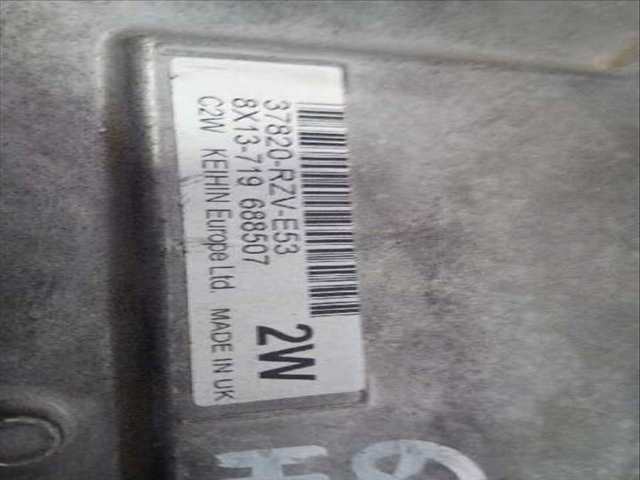 37820-RZV-E53
8X13-719 688507
2W
C2W KEIHIN Europe Ltd. MADE IN UK